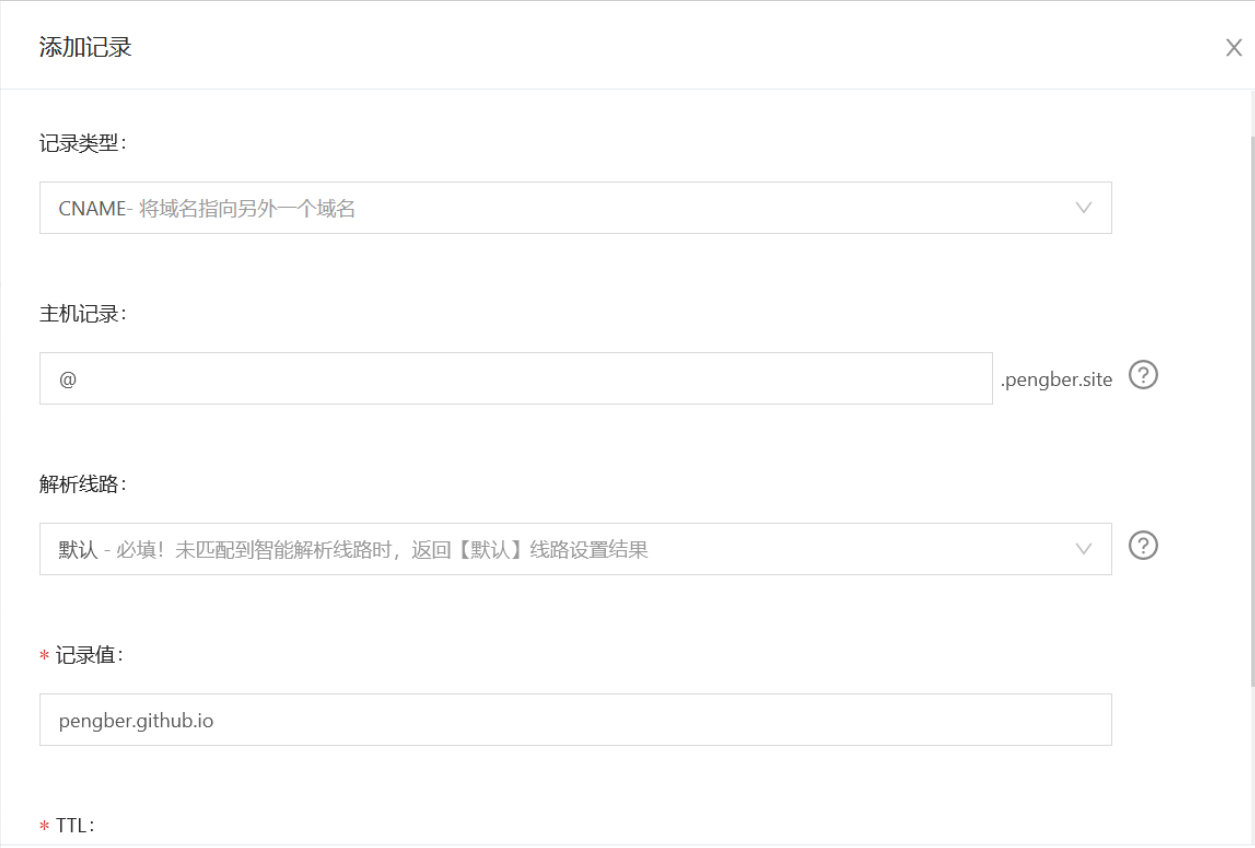 添加记录
记录类型：
CNAME- 将域名指向另外一个域名
主机记录：
@ .pengber.site ?
解析线路：
默认 - 必填！未匹配到智能解析线路时，返回【默认】线路设置结果 ?
* 记录值：
pengber.github.io
* TTL：